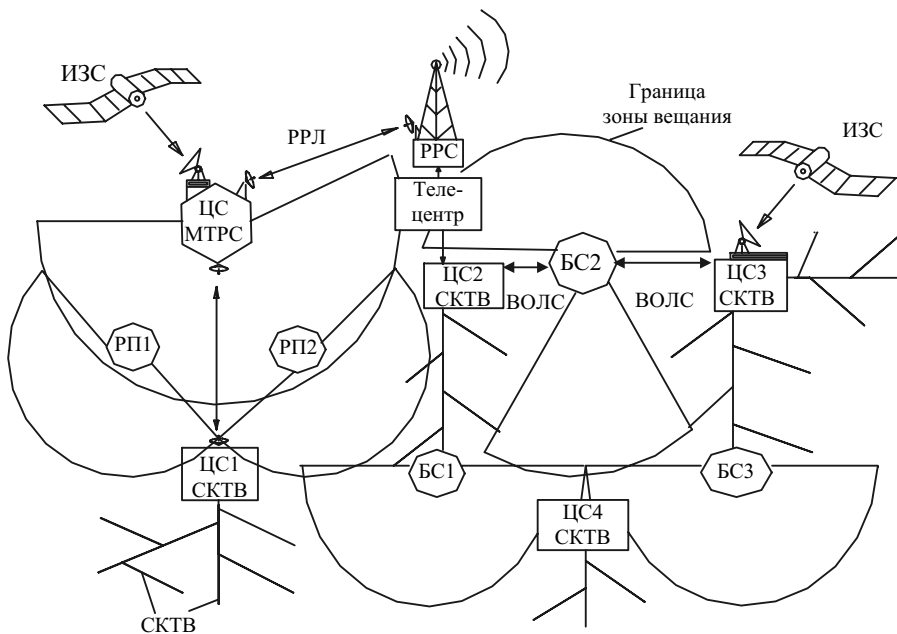 ИЗС
РРЛ
РРС
Граница
зоны вещания
ИЗС
ЦС
МТРС
Теле-
центр
ЦС2
СКТВ
ВОЛС
БС2
ВОЛС
ЦС3
СКТВ
РП1
РП2
ЦС1
СКТВ
БС1
БС3
ЦС4
СКТВ
СКТВ